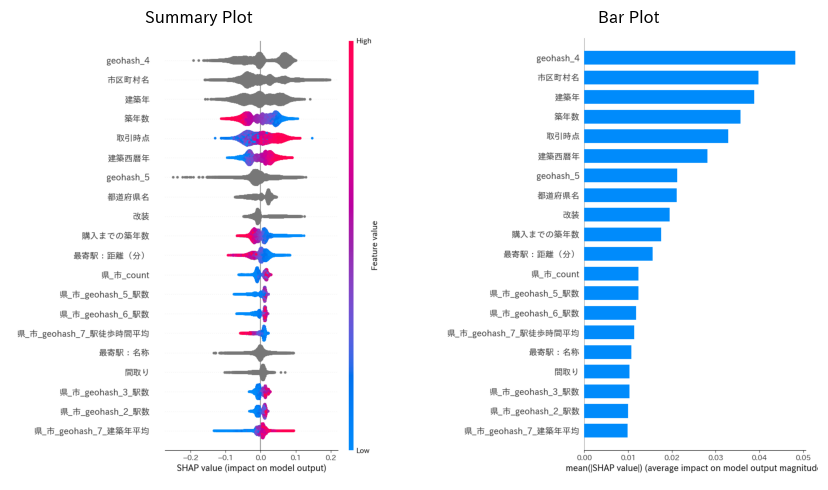 Summary Plot
Bar Plot
High
geohash_4
市区町村名
建築年
築年数
取引時点
建築西暦年
geohash_5
都道府県名
改装
購入までの築年数
最寄駅：距離（分）
県_市_count
県_市_geohash_5_駅数
県_市_geohash_6_駅数
県_市_geohash_7_駅徒歩時間平均
最寄駅：名称
間取り
県_市_geohash_3_駅数
県_市_geohash_2_駅数
県_市_geohash_7_建築年平均
Low
Feature value
−0.2 −0.1 0.0 0.1 0.2
SHAP value (impact on model output)
geohash_4
市区町村名
建築年
築年数
取引時点
建築西暦年
geohash_5
都道府県名
改装
購入までの築年数
最寄駅：距離（分）
県_市_count
県_市_geohash_5_駅数
県_市_geohash_6_駅数
県_市_geohash_7_駅徒歩時間平均
最寄駅：名称
間取り
県_市_geohash_3_駅数
県_市_geohash_2_駅数
県_市_geohash_7_建築年平均
0.00 0.01 0.02 0.03 0.04 0.05
mean(|SHAP value|) (average impact on model output magnitud